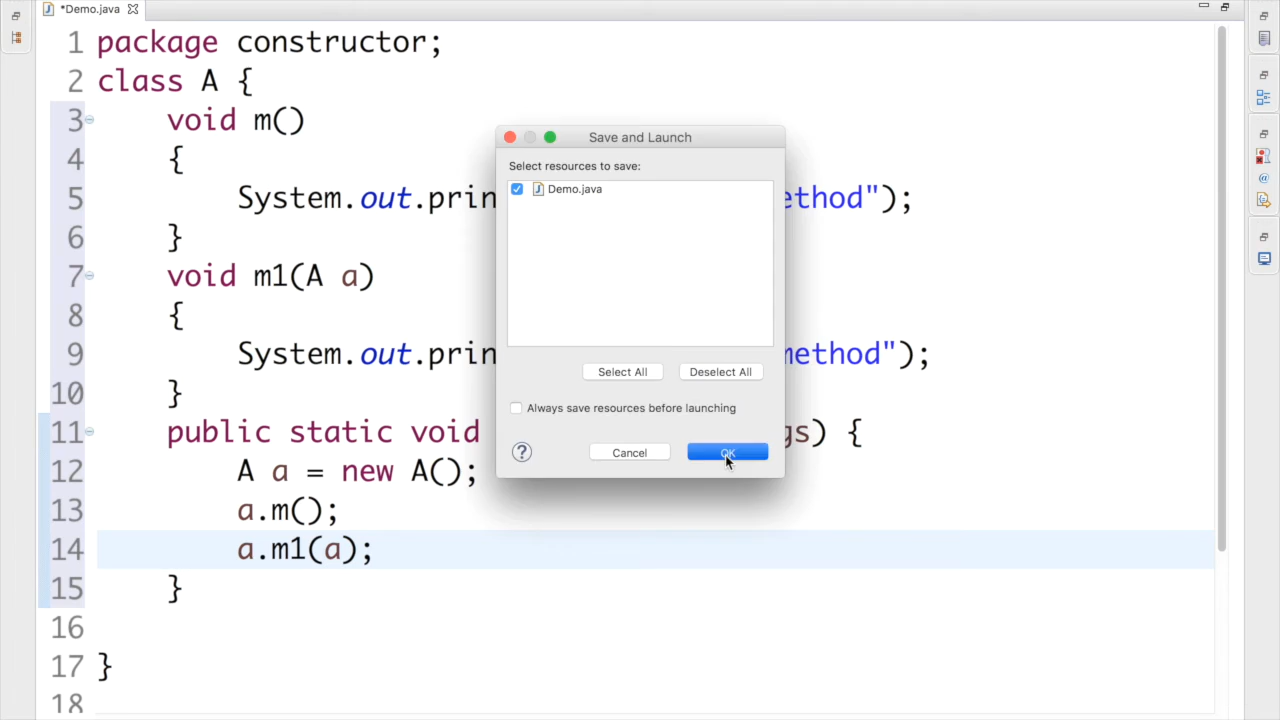 *Demo.java
1 package constructor;
2 class A {
3 void m()
4 {
5 System.out.prin ethod");
6 }
7 void m1(A a)
8 {
9 System.out.prin method");
10 }
11 public static void gs) {
12 A a = new A();
13 a.m();
14 a.m1(a);
15 }
16
17 }
18
Save and Launch
Select resources to save:
Demo.java
Select All Deselect All
Always save resources before launching
? Cancel OK